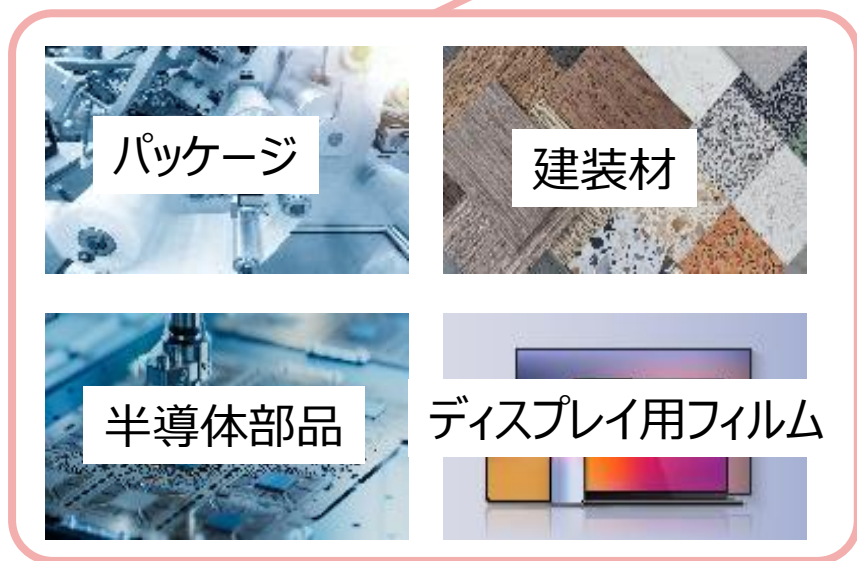 パッケージ
建装材
半導体部品
ディスプレイ用フィルム